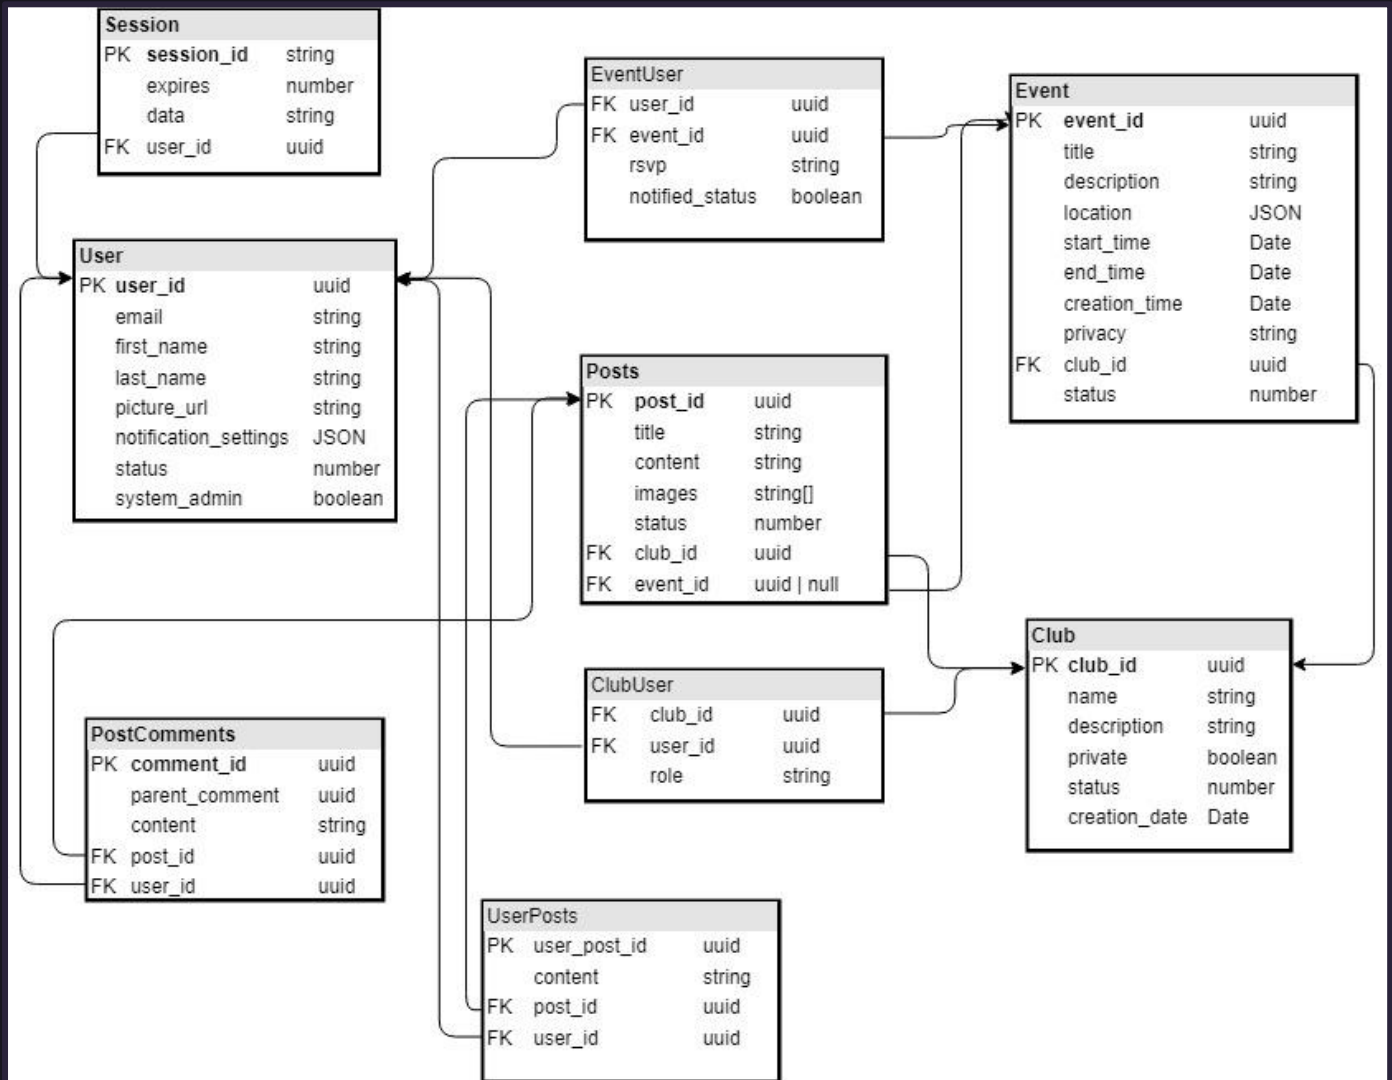 Session
PK session_id string
expires number
data string
FK user_id uuid
User
PK user_id uuid
email string
first_name string
last_name string
picture_url string
notification_settings JSON
status number
system_admin boolean
EventUser
FK user_id uuid
FK event_id uuid
rsvp string
notified_status boolean
Event
PK event_id uuid
title string
description string
location JSON
start_time Date
end_time Date
creation_time Date
privacy string
FK club_id uuid
status number
Posts
PK post_id uuid
title string
content string
images string[]
status number
FK club_id uuid
FK event_id uuid | null
ClubUser
FK club_id uuid
FK user_id uuid
role string
Club
PK club_id uuid
name string
description string
private boolean
status number
creation_date Date
PostComments
PK comment_id uuid
parent_comment uuid
content string
FK post_id uuid
FK user_id uuid
UserPosts
PK user_post_id uuid
content string
FK post_id uuid
FK user_id uuid